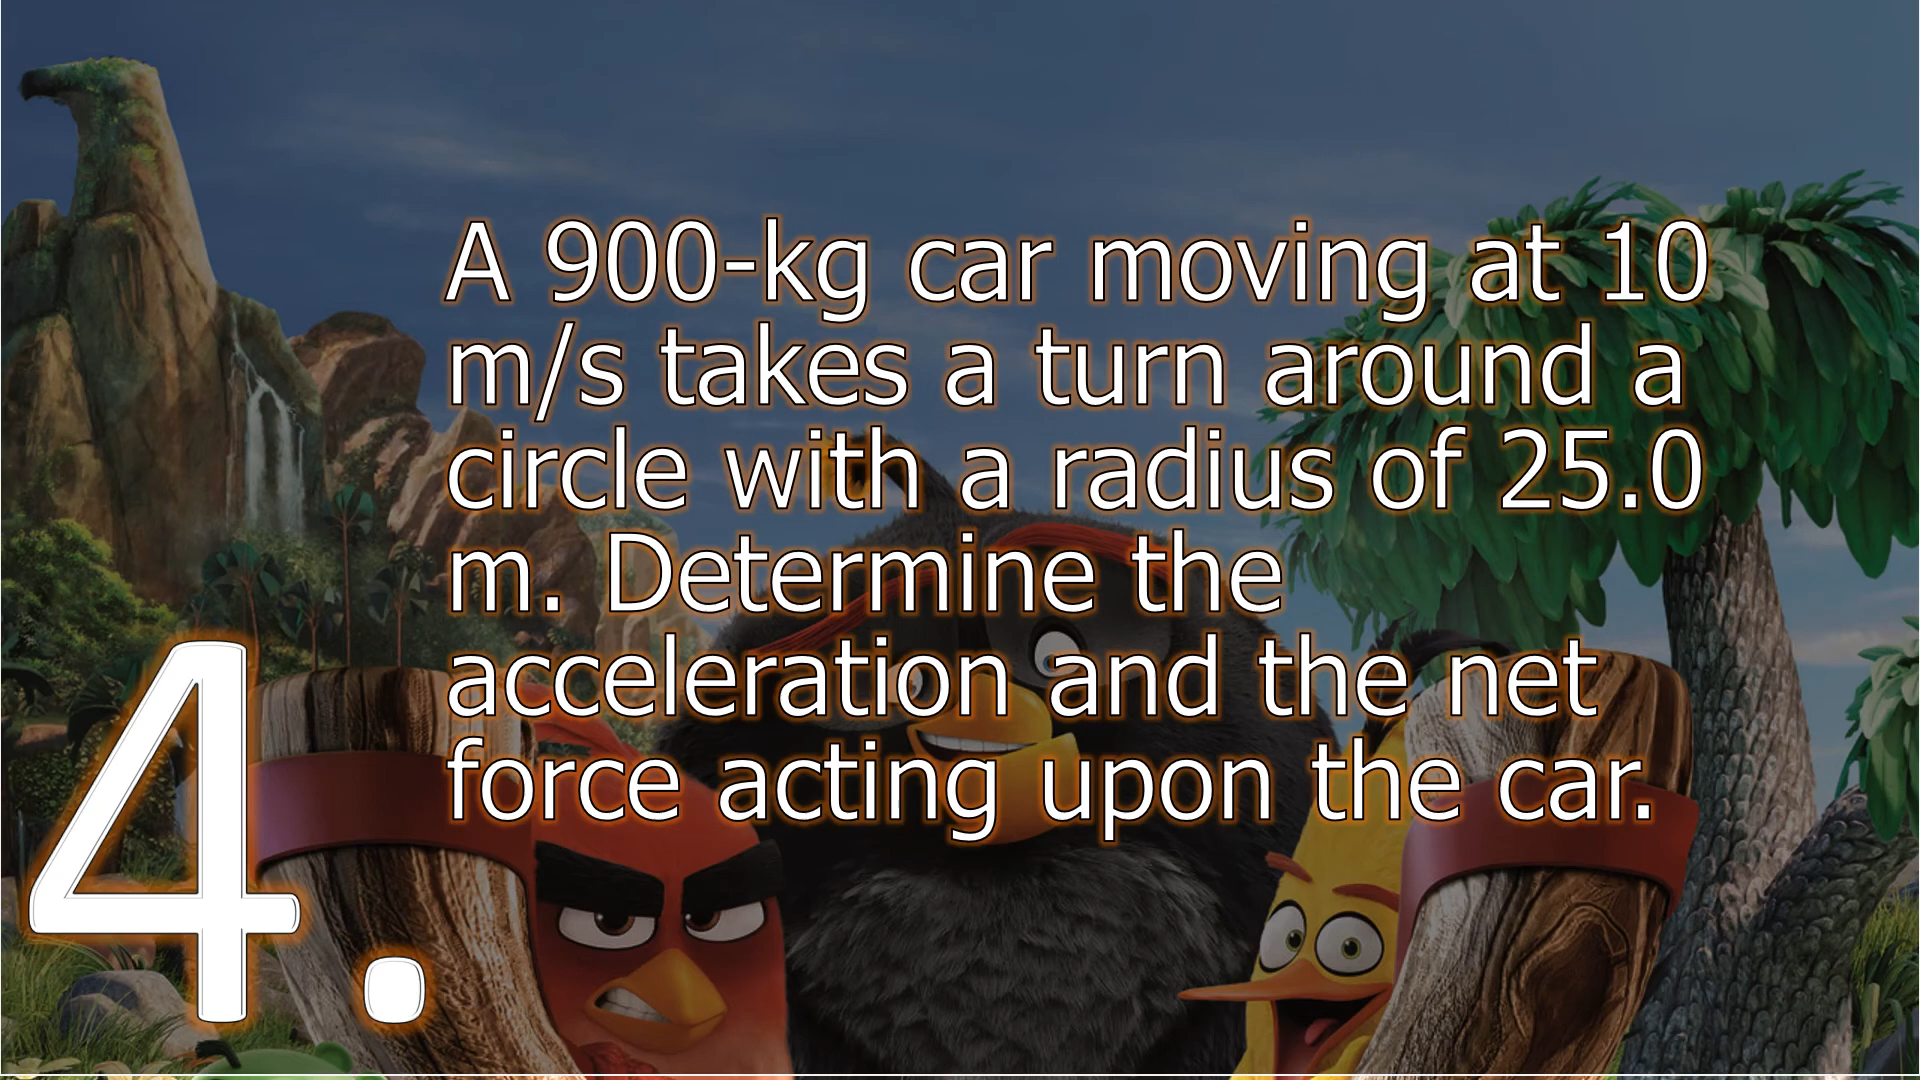 A 900-kg car moving at 10
m/s takes a turn around a
circle with a radius of 25.0
m. Determine the
acceleration and the net
force acting upon the car.
4.